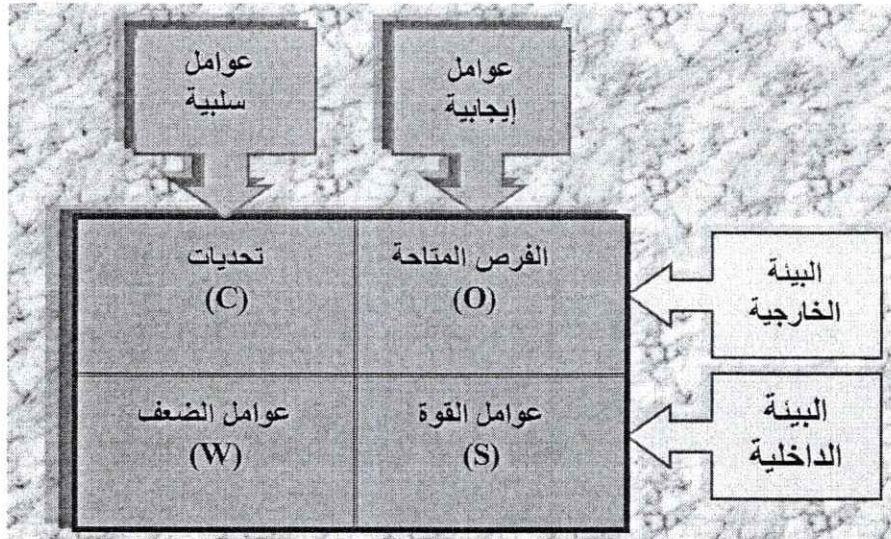 عوامل
إيجابية
عوامل
سلبية
البيئة
الخارجية
الفرص المتاحة
(O)
تحديات
(C)
البيئة
الداخلية
عوامل القوة
(S)
عوامل الضعف
(W)